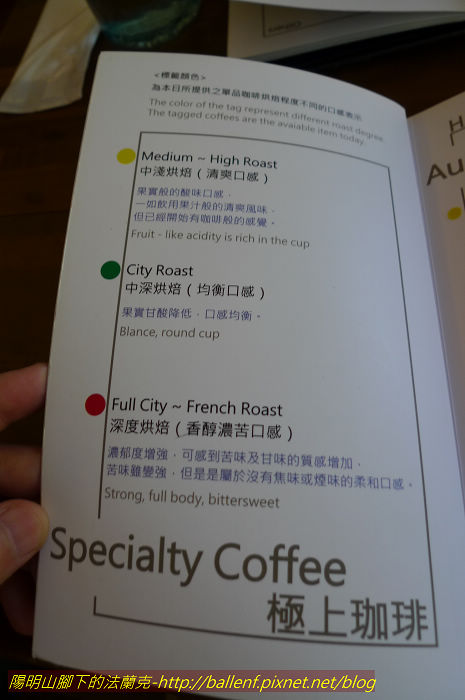 <標籤顏色>
為本日所提供之單品咖啡烘焙程度不同的口感表示
The color of the tag represent different roast degree.
The tagged coffees are the avaiable item today.
Medium ~ High Roast
中淺烘焙（清爽口感）
果實般的酸味口感，
一如飲用果汁般的清爽風味，
但已經開始有咖啡般的感覺。
Fruit - like acidity is rich in the cup
City Roast
中深烘焙（均衡口感）
果實甘酸降低，口感均衡。
Blance, round cup
Full City ~ French Roast
深度烘焙（香醇濃苦口感）
濃郁度增強，可感到苦味及甘味的質感增加，
苦味雖變強，但是是屬於沒有焦味或煙味的柔和口感。
Strong, full body, bittersweet
Specialty Coffee
極上珈琲
Au
陽明山腳下的法蘭克-http://ballenf.pixnet.net/blog